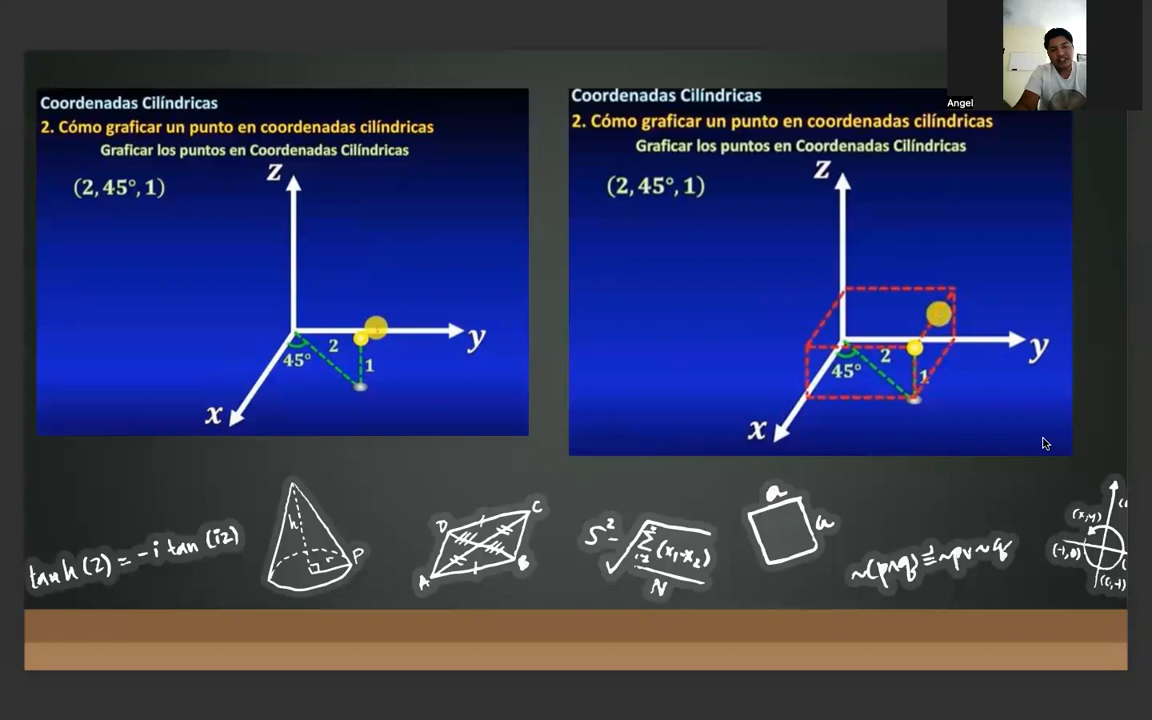 Angel
Coordenadas Cilíndricas
2. Cómo graficar un punto en coordenadas cilíndricas
Graficar los puntos en Coordenadas Cilíndricas
(2, 45°, 1)
z
y
2
45°
1
x
Coordenadas Cilíndricas
2. Cómo graficar un punto en coordenadas cilíndricas
Graficar los puntos en Coordenadas Cilíndricas
(2, 45°, 1)
z
y
2
45°
1
x
tanh(z) = -i tan(iz)
h
r
P
D
C
A
B
a
a
~(p∧q)≡~p∨~q
(x,y)
(-1,0)